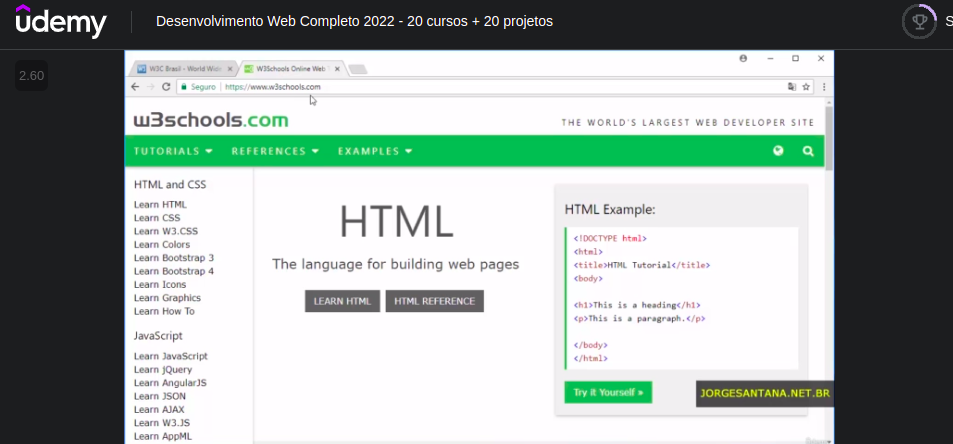 ûdemy
Desenvolvimento Web Completo 2022 - 20 cursos + 20 projetos
S
2.60
W3C Brasil - World Wide
W3Schools Online Web T
Seguro
https://www.w3schools.com
w3schools.com
THE WORLD'S LARGEST WEB DEVELOPER SITE
TUTORIALS
REFERENCES
EXAMPLES
HTML and CSS
Learn HTML
Learn CSS
Learn W3.CSS
Learn Colors
Learn Bootstrap 3
Learn Bootstrap 4
Learn Icons
Learn Graphics
Learn How To
JavaScript
Learn JavaScript
Learn jQuery
Learn AngularJS
Learn JSON
Learn AJAX
Learn W3.JS
Learn AppML
HTML
The language for building web pages
LEARN HTML
HTML REFERENCE
HTML Example:
<!DOCTYPE html>
<html>
<title>HTML Tutorial</title>
<body>
<h1>This is a heading</h1>
<p>This is a paragraph.</p>
</body>
</html>
Try it Yourself »
JORGESANTANA.NET.BR